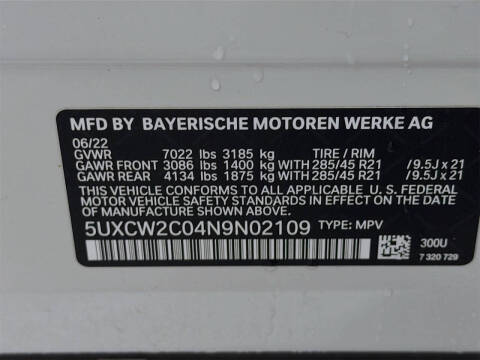 MFD BY BAYERISCHE MOTOREN WERKE AG
06/22
GVWR 7022 lbs 3185 kg TIRE / RIM
GAWR FRONT 3086 lbs 1400 kg WITH 285/45 R21 /9.5J x 21
GAWR REAR 4134 lbs 1875 kg WITH 285/45 R21 /9.5J x 21
THIS VEHICLE CONFORMS TO ALL APPLICABLE U. S. FEDERAL
MOTOR VEHICLE SAFETY STANDARDS IN EFFECT ON THE DATE
OF MANUFACTURE SHOWN ABOVE.
5UXCW2C04N9N02109 TYPE: MPV
300U
7 320 729